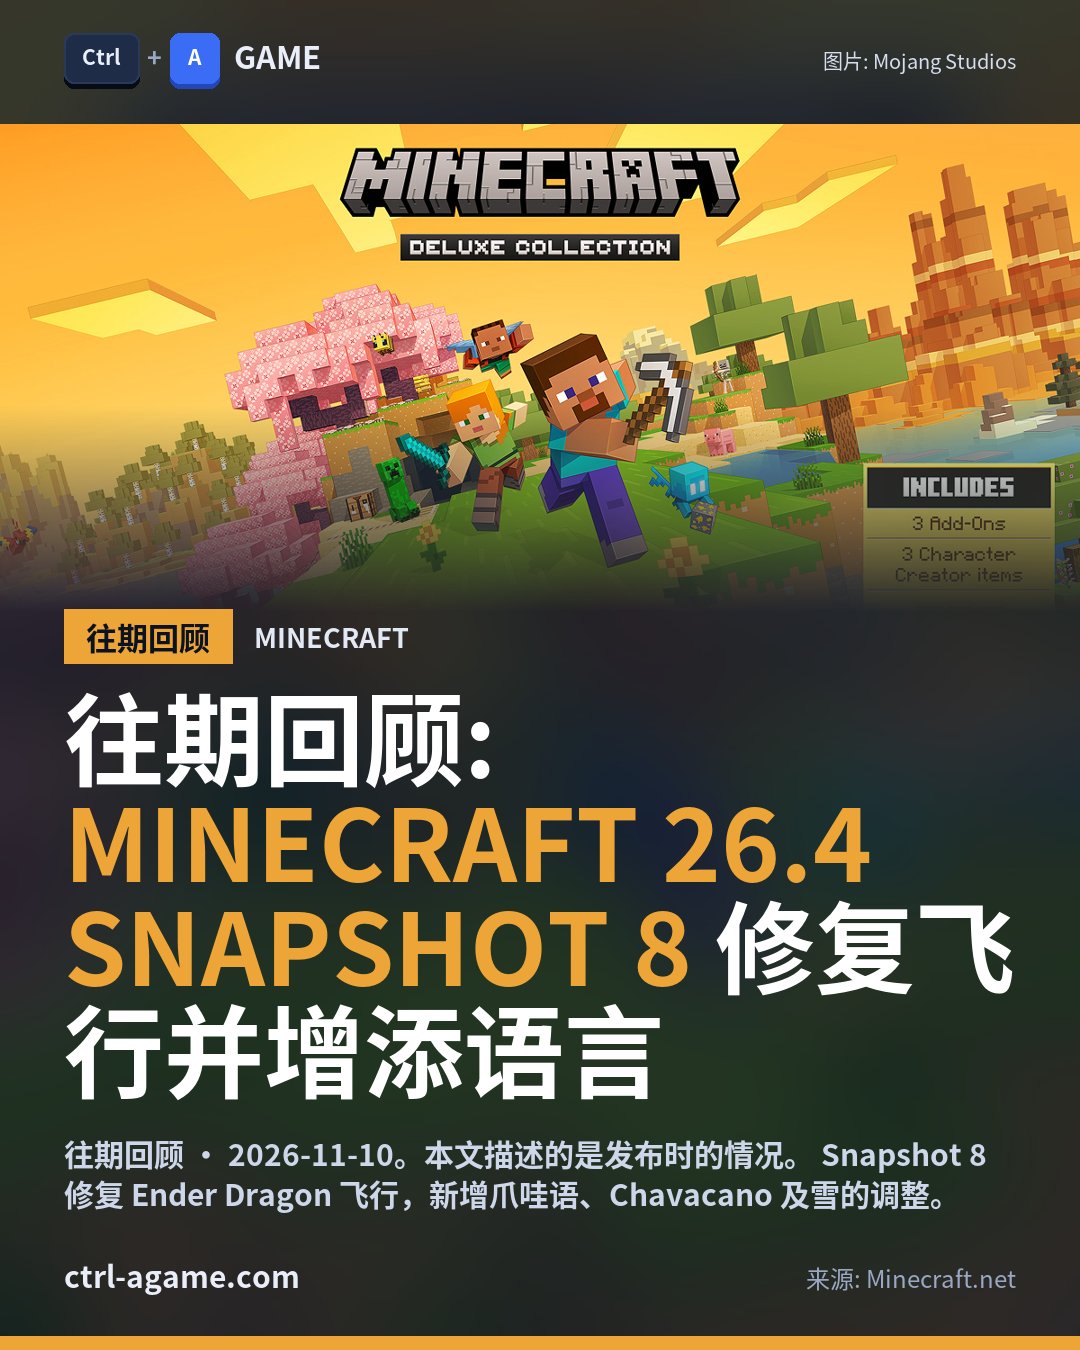 Ctrl + A GAME
图片: Mojang Studios
MINECRAFT
DELUXE COLLECTION
INCLUDES
3 Add-Ons
3 Character
Creator items
往期回顾 MINECRAFT
往期回顾:
MINECRAFT 26.4
SNAPSHOT 8 修复飞
行并增添语言
往期回顾 • 2026-11-10。本文描述的是发布时的情况。 Snapshot 8
修复 Ender Dragon 飞行，新增爪哇语、Chavacano 及雪的调整。
ctrl-agame.com
来源: Minecraft.net